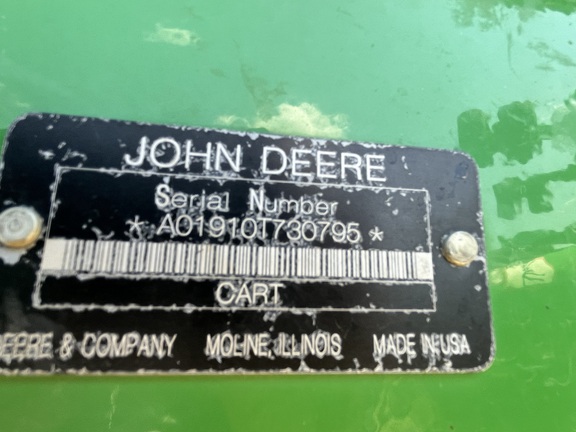 JOHN DEERE
Serial Number
* A01910T730795 *
CART
DEERE & COMPANY MOLINE, ILLINOIS MADE IN USA